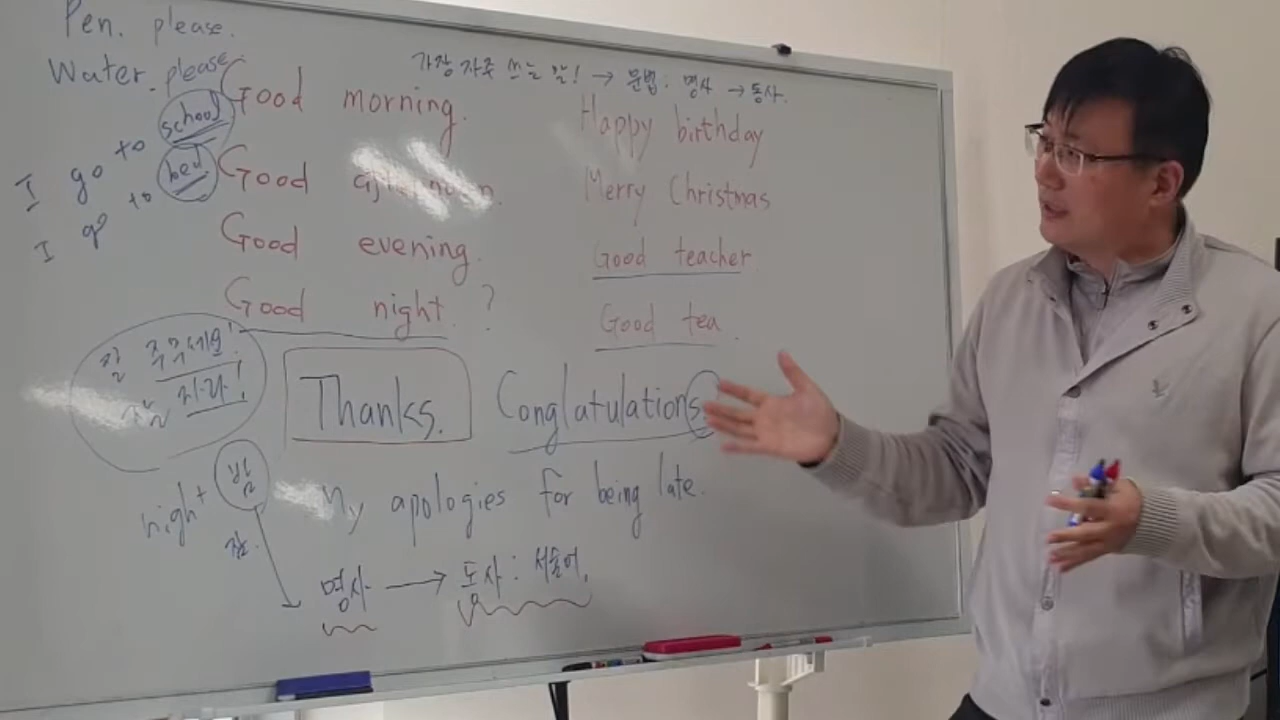 Pen. please.
Water. please.
I go to school
I go to bed
가장 자주 쓰는 말! → 문법. 명사 → 동사.
Good morning.
Good afternoon.
Good evening.
Good night. ?
Happy birthday
Merry Christmas
Good teacher.
Good tea.
잘 주무세요!
잘 자라!
Thanks.
Conglatulations.
night 밤
잠.
My apologies for being late.
명사 → 동사 : 서술어.